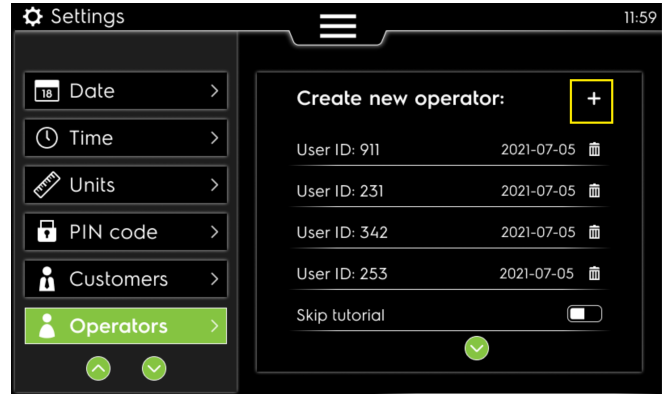 Settings
11:59
18 Date
Time
Units
PIN code
Customers
Operators
Create new operator: +
User ID: 911 2021-07-05
User ID: 231 2021-07-05
User ID: 342 2021-07-05
User ID: 253 2021-07-05
Skip tutorial